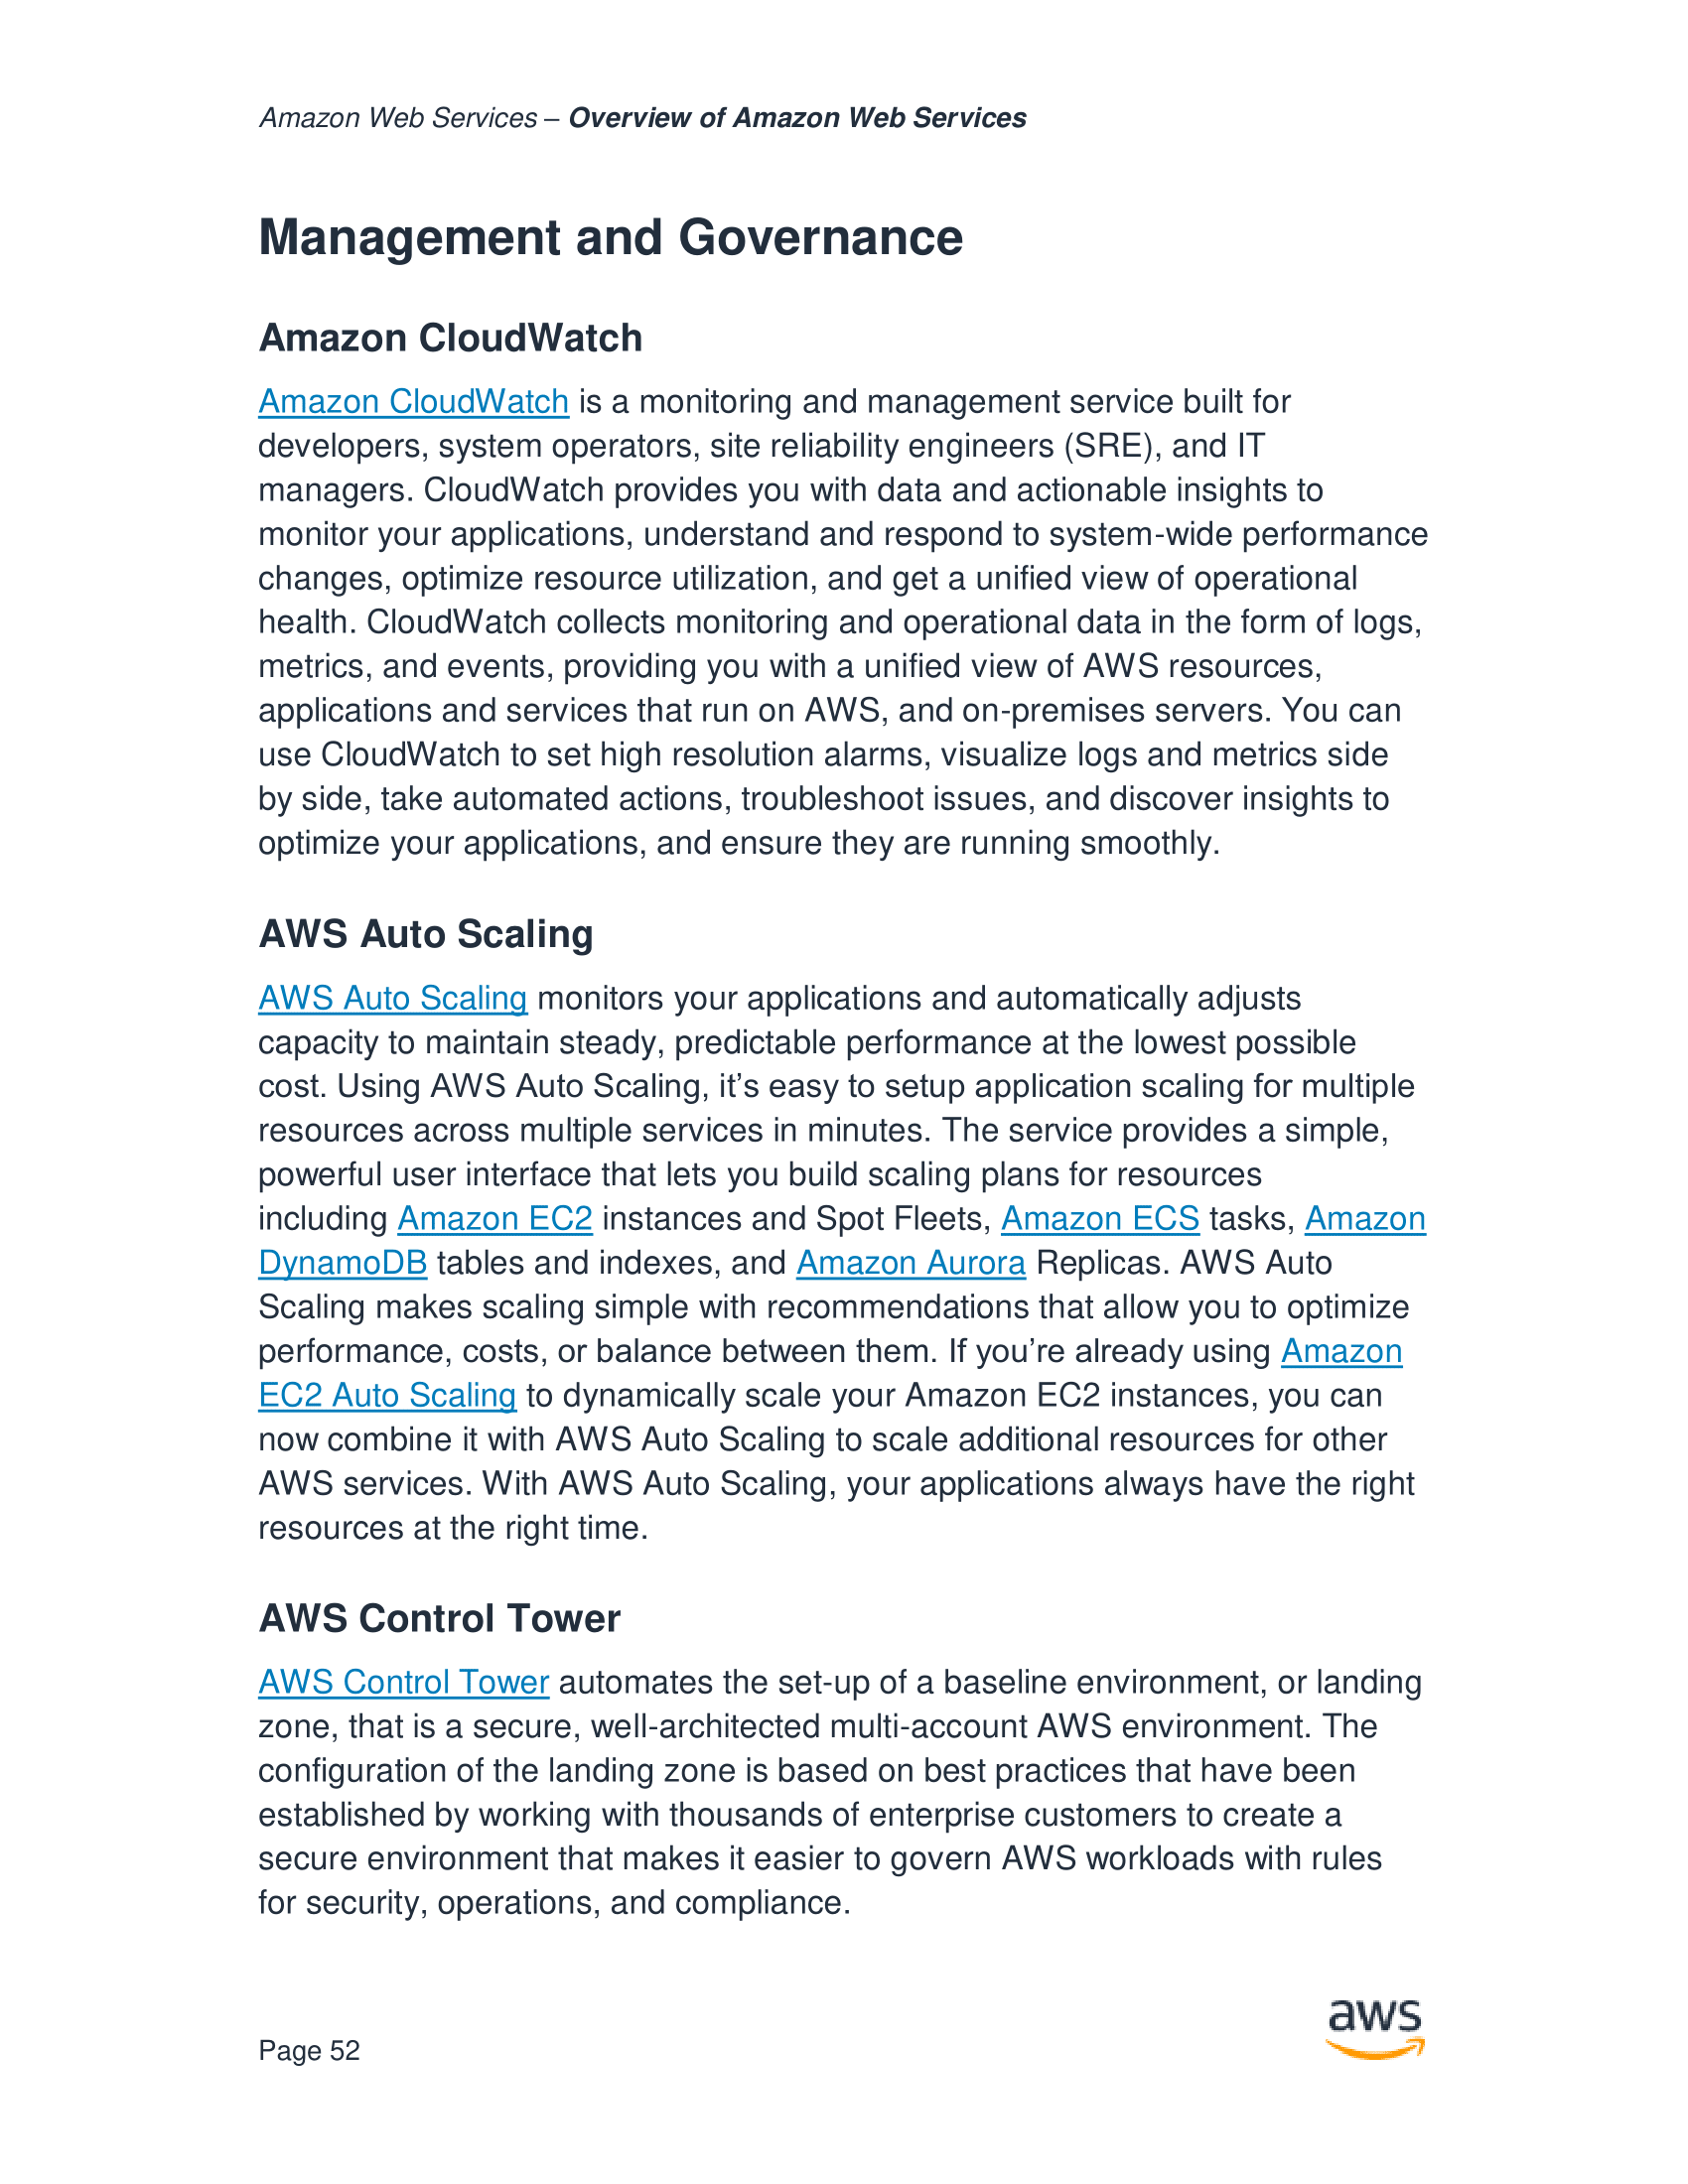 Amazon Web Services – Overview of Amazon Web Services
Management and Governance
Amazon CloudWatch
Amazon CloudWatch is a monitoring and management service built for
developers, system operators, site reliability engineers (SRE), and IT
managers. CloudWatch provides you with data and actionable insights to
monitor your applications, understand and respond to system-wide performance
changes, optimize resource utilization, and get a unified view of operational
health. CloudWatch collects monitoring and operational data in the form of logs,
metrics, and events, providing you with a unified view of AWS resources,
applications and services that run on AWS, and on-premises servers. You can
use CloudWatch to set high resolution alarms, visualize logs and metrics side
by side, take automated actions, troubleshoot issues, and discover insights to
optimize your applications, and ensure they are running smoothly.
AWS Auto Scaling
AWS Auto Scaling monitors your applications and automatically adjusts
capacity to maintain steady, predictable performance at the lowest possible
cost. Using AWS Auto Scaling, it’s easy to setup application scaling for multiple
resources across multiple services in minutes. The service provides a simple,
powerful user interface that lets you build scaling plans for resources
including Amazon EC2 instances and Spot Fleets, Amazon ECS tasks, Amazon
DynamoDB tables and indexes, and Amazon Aurora Replicas. AWS Auto
Scaling makes scaling simple with recommendations that allow you to optimize
performance, costs, or balance between them. If you’re already using Amazon
EC2 Auto Scaling to dynamically scale your Amazon EC2 instances, you can
now combine it with AWS Auto Scaling to scale additional resources for other
AWS services. With AWS Auto Scaling, your applications always have the right
resources at the right time.
AWS Control Tower
AWS Control Tower automates the set-up of a baseline environment, or landing
zone, that is a secure, well-architected multi-account AWS environment. The
configuration of the landing zone is based on best practices that have been
established by working with thousands of enterprise customers to create a
secure environment that makes it easier to govern AWS workloads with rules
for security, operations, and compliance.
Page 52
aws